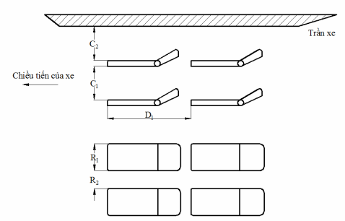 Trần xe
C₂
Chiều tiến của xe
C₁
D₁
R₁
R₂